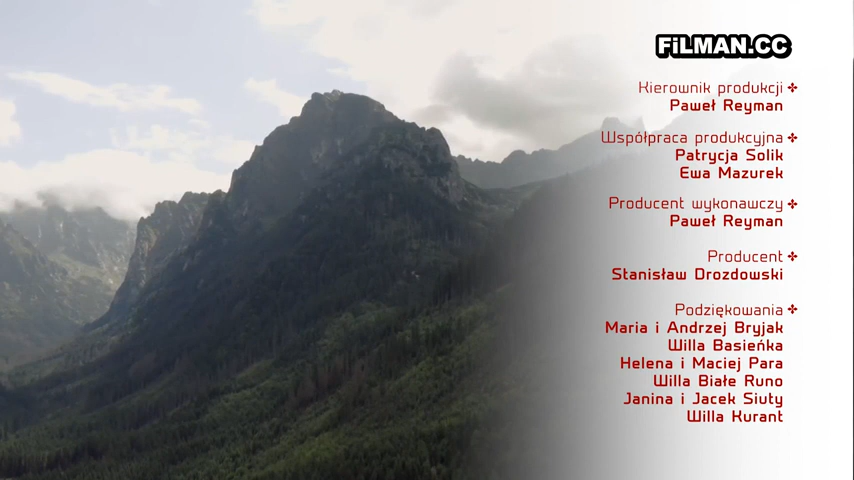 FiLMAN.CC
Kierownik produkcji
Paweł Reyman
Współpraca produkcyjna
Patrycja Solik
Ewa Mazurek
Producent wykonawczy
Paweł Reyman
Producent
Stanisław Drozdowski
Podziękowania
Maria i Andrzej Bryjak
Willa Basieńka
Helena i Maciej Para
Willa Białe Runo
Janina i Jacek Siuty
Willa Kurant